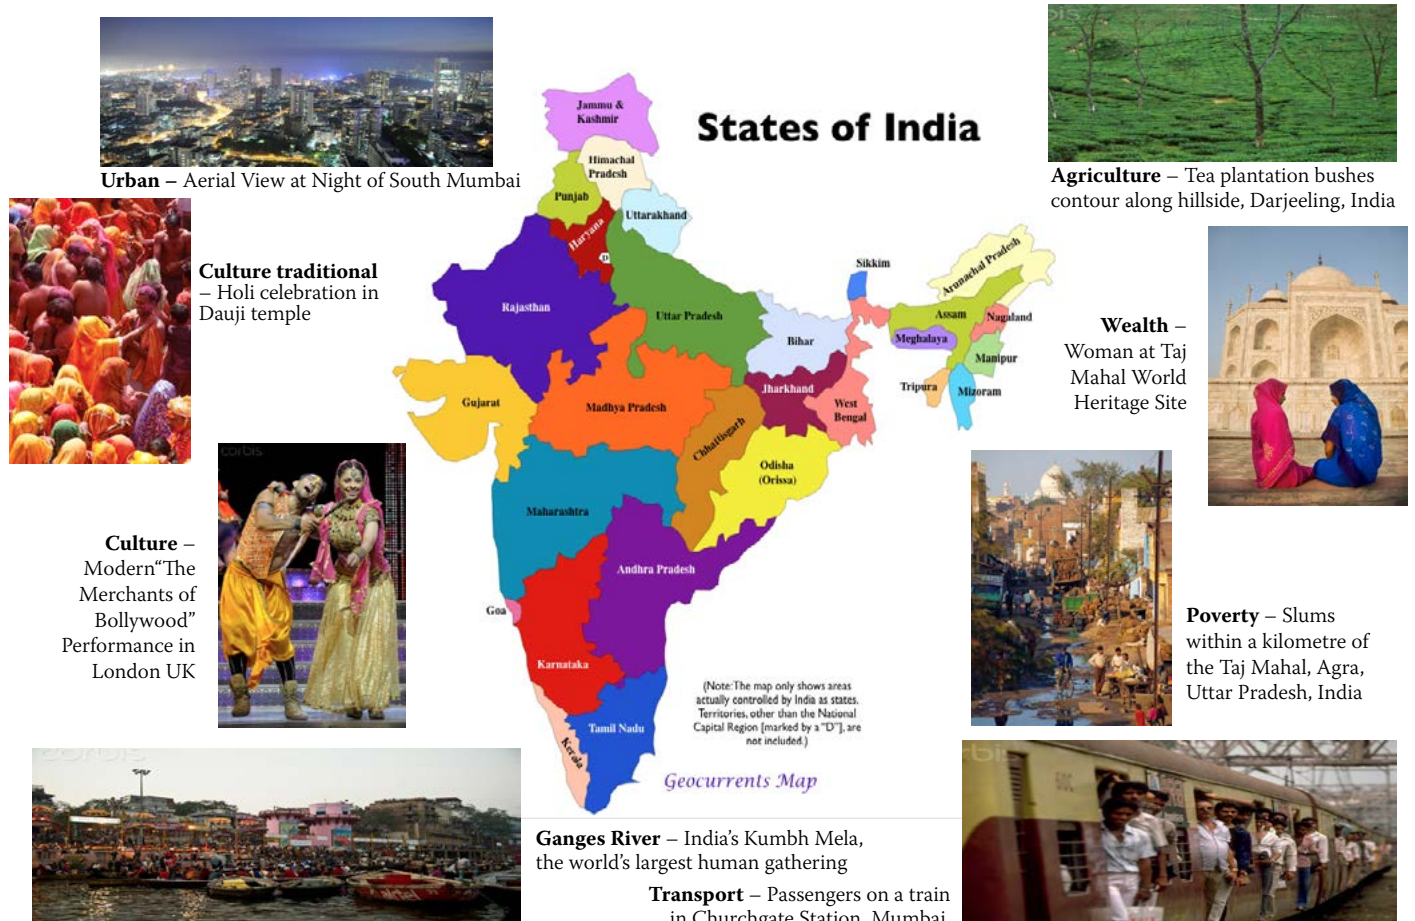 States of India
Jammu &
Kashmir
Himachal
Pradesh
Punjab
Uttarakhand
Haryana
D
Rajasthan
Uttar Pradesh
Sikkim
Arunachal Pradesh
Assam
Nagaland
Meghalaya
Manipur
Tripura
Mizoram
Bihar
Jharkhand
West
Bengal
Gujarat
Madhya Pradesh
Chhattisgarh
Odisha
(Orissa)
Maharashtra
Andhra Pradesh
Goa
Karnataka
Tamil Nadu
Kerala
(Note:The map only shows areas
actually controlled by India as states.
Territories, other than the National
Capital Region [marked by a "D"], are
not included.)
Geocurrents Map
Urban – Aerial View at Night of South Mumbai
Agriculture – Tea plantation bushes
contour along hillside, Darjeeling, India
Culture traditional
– Holi celebration in
Dauji temple
Wealth –
Woman at Taj
Mahal World
Heritage Site
corbis
Culture –
Modern“The
Merchants of
Bollywood”
Performance in
London UK
Poverty – Slums
within a kilometre of
the Taj Mahal, Agra,
Uttar Pradesh, India
Ganges River – India’s Kumbh Mela,
the world’s largest human gathering
Transport – Passengers on a train
in Churchgate Station, Mumbai